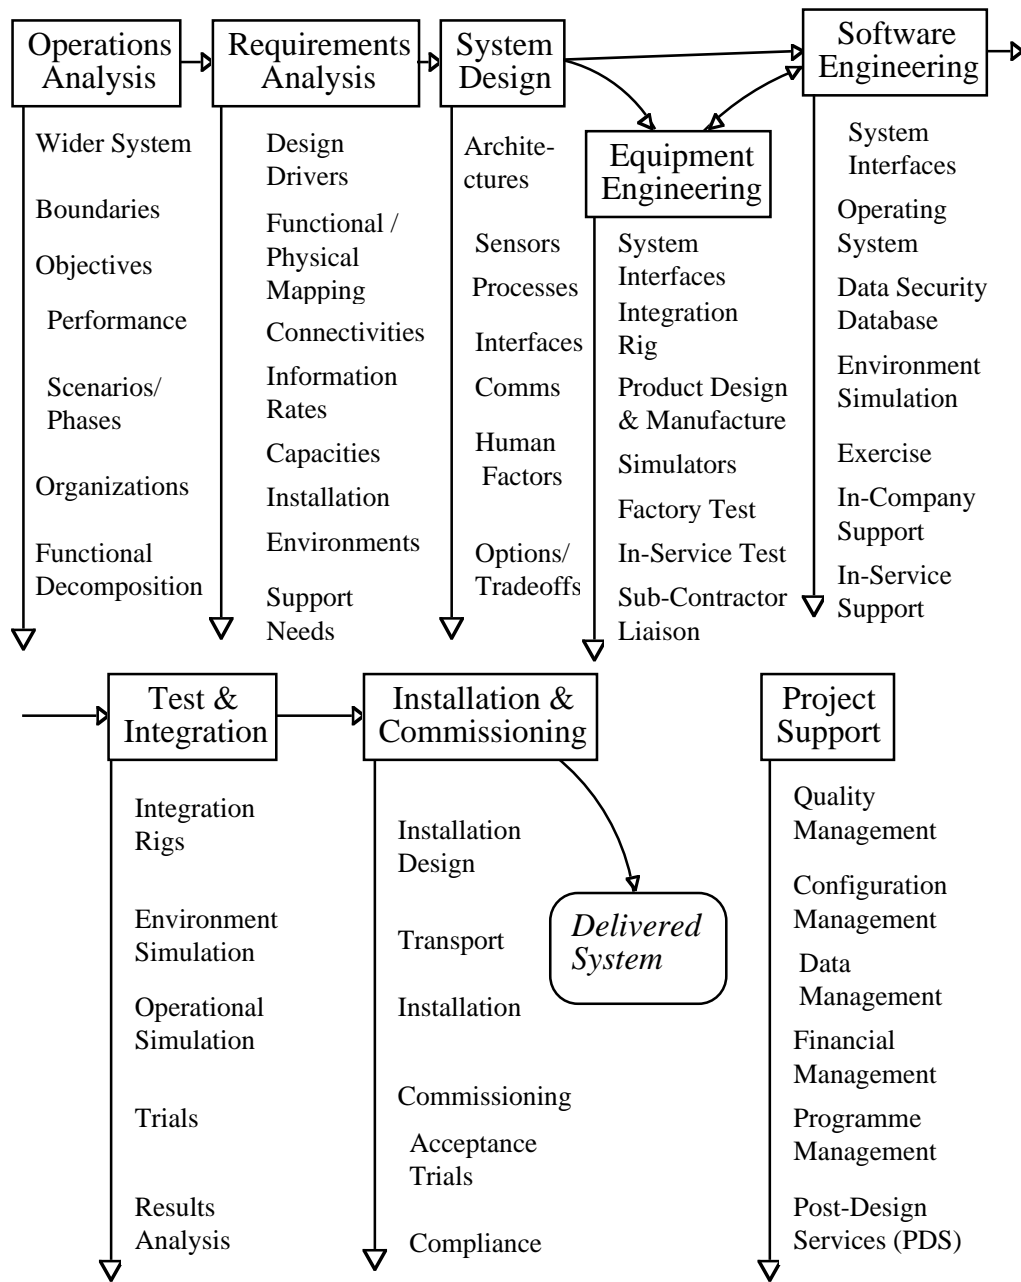 Operations
Analysis
Requirements
Analysis
System
Design
Software
Engineering
Equipment
Engineering
Wider System
Boundaries
Objectives
Performance
Scenarios/
Phases
Organizations
Functional
Decomposition
Design
Drivers
Functional /
Physical
Mapping
Connectivities
Information
Rates
Capacities
Installation
Environments
Support
Needs
Archite-
ctures
Sensors
Processes
Interfaces
Comms
Human
Factors
Options/
Tradeoffs
System
Interfaces
Integration
Rig
Product Design
& Manufacture
Simulators
Factory Test
In-Service Test
Sub-Contractor
Liaison
System
Interfaces
Operating
System
Data Security
Database
Environment
Simulation
Exercise
In-Company
Support
In-Service
Support
Test &
Integration
Installation &
Commissioning
Project
Support
Integration
Rigs
Environment
Simulation
Operational
Simulation
Trials
Results
Analysis
Installation
Design
Transport
Installation
Commissioning
Acceptance
Trials
Compliance
Delivered
System
Quality
Management
Configuration
Management
Data
Management
Financial
Management
Programme
Management
Post-Design
Services (PDS)